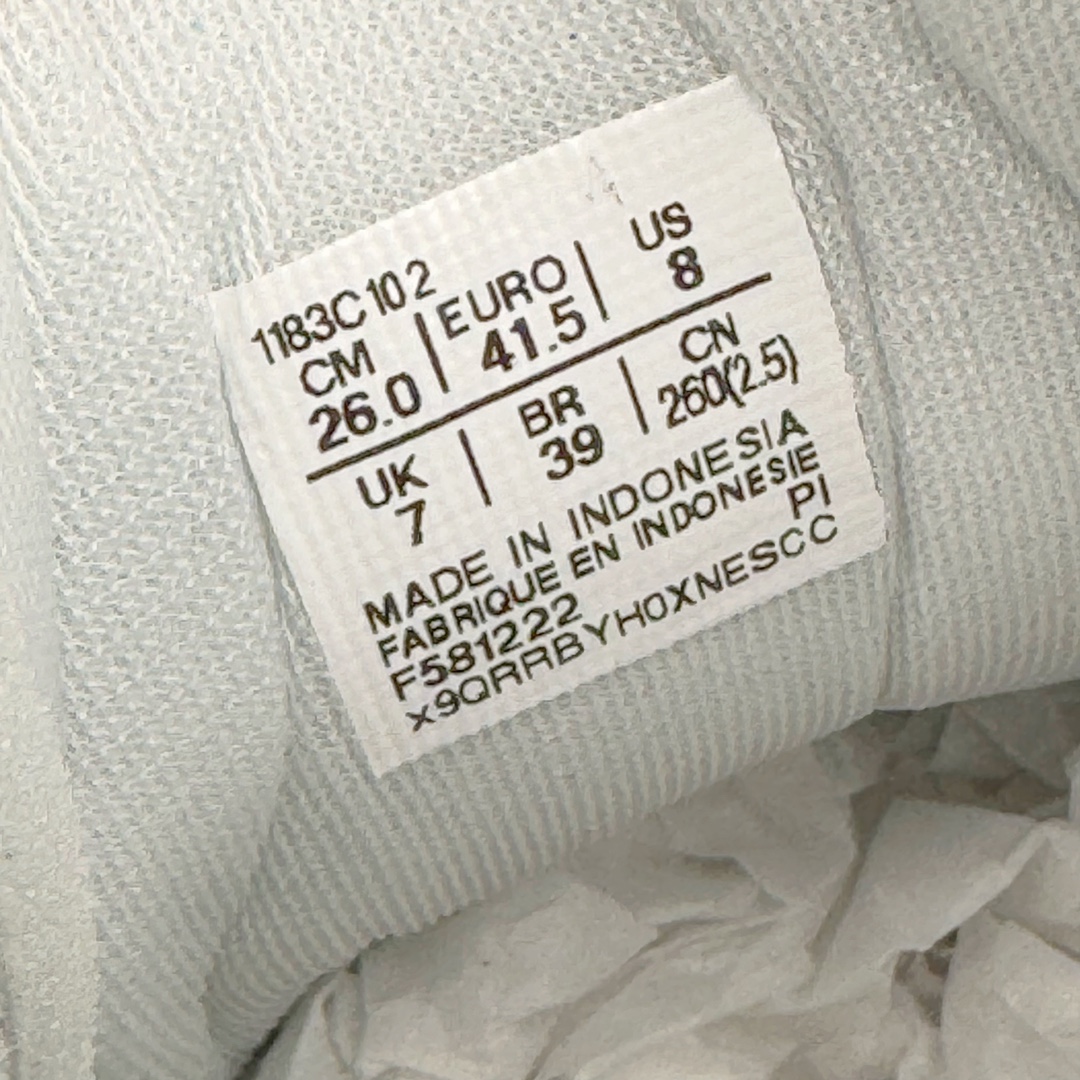 1183C102
CM | EURO | US
26.0 | 41.5 | 8
UK | BR | CN
7 | 39 | 260(2.5)
MADE IN INDONESIA
FABRIQUE EN INDONESIE
F581222 PI
x9QRRBYH0XNESCC